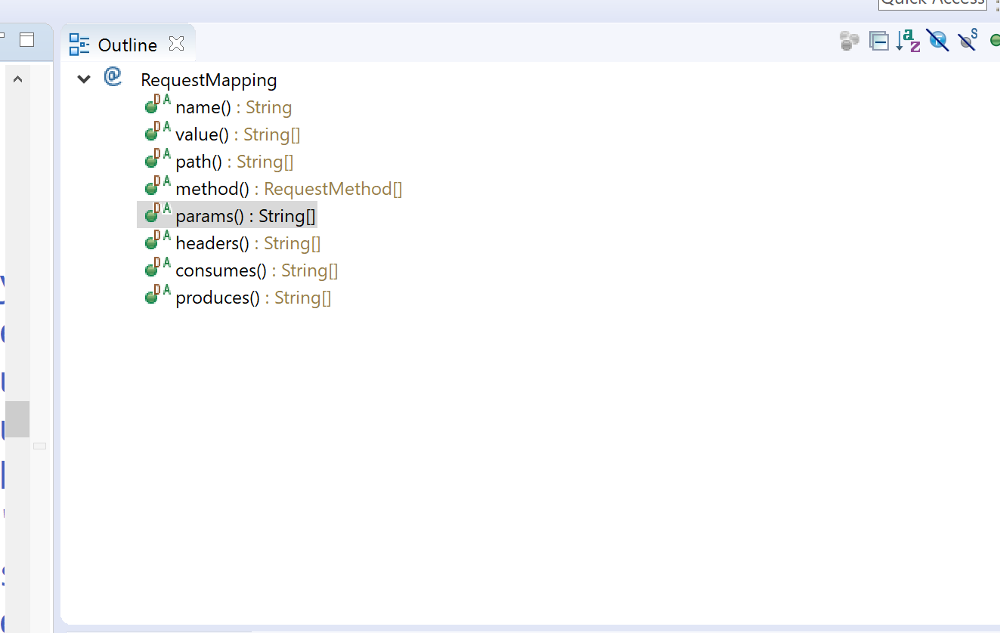 Quick Access
Outline
RequestMapping
name() : String
value() : String[]
path() : String[]
method() : RequestMethod[]
params() : String[]
headers() : String[]
consumes() : String[]
produces() : String[]